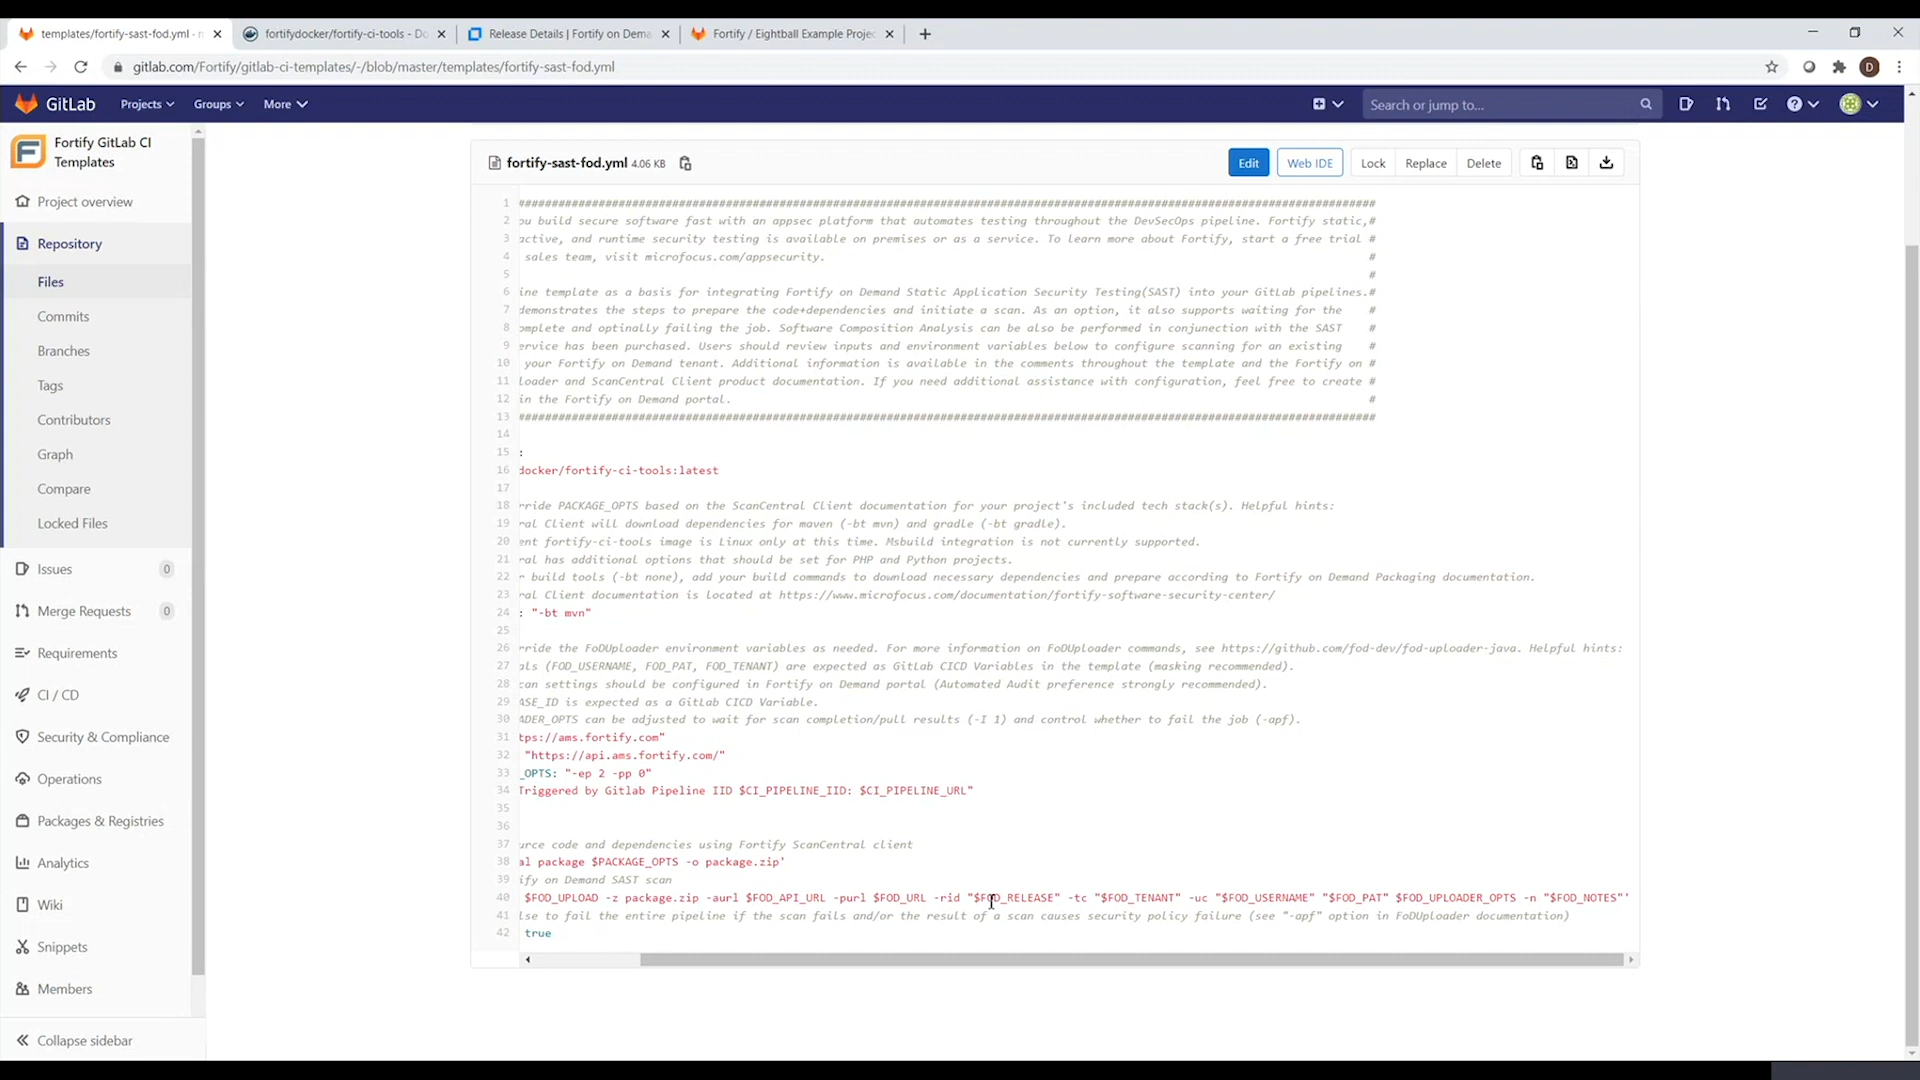 templates/fortify-sast-fod.yml
fortifydocker/fortify-ci-tools - Do
Release Details | Fortify on Dema
Fortify / Eightball Example Projec
gitlab.com/Fortify/gitlab-ci-templates/-/blob/master/templates/fortify-sast-fod.yml
D
GitLab
Projects
Groups
More
Search or jump to...
Fortify GitLab CI
Templates
Project overview
Repository
Files
Commits
Branches
Tags
Contributors
Graph
Compare
Locked Files
Issues 0
Merge Requests 0
Requirements
CI / CD
Security & Compliance
Operations
Packages & Registries
Analytics
Wiki
Snippets
Members
Collapse sidebar
fortify-sast-fod.yml 4.06 KB
Edit
Web IDE
Lock
Replace
Delete
1
2 ou build secure software fast with an appsec platform that automates testing throughout the DevSecOps pipeline. Fortify static,#
3 active, and runtime security testing is available on premises or as a service. To learn more about Fortify, start a free trial #
4 sales team, visit microfocus.com/appsecurity. #
5 #
6 ine template as a basis for integrating Fortify on Demand Static Application Security Testing(SAST) into your GitLab pipelines.#
7 demonstrates the steps to prepare the code+dependencies and initiate a scan. As an option, it also supports waiting for the #
8 omplete and optinally failing the job. Software Composition Analysis can be also be performed in conjunction with the SAST #
9 ervice has been purchased. Users should review inputs and environment variables below to configure scanning for an existing #
10 your Fortify on Demand tenant. Additional information is available in the comments throughout the template and the Fortify on #
11 loader and ScanCentral Client product documentation. If you need additional assistance with configuration, feel free to create #
12 in the Fortify on Demand portal. #
13
14
15 :
16 docker/fortify-ci-tools:latest
17
18 rride PACKAGE_OPTS based on the ScanCentral Client documentation for your project's included tech stack(s). Helpful hints:
19 ral Client will download dependencies for maven (-bt mvn) and gradle (-bt gradle).
20 ent fortify-ci-tools image is Linux only at this time. Msbuild integration is not currently supported.
21 ral has additional options that should be set for PHP and Python projects.
22 r build tools (-bt none), add your build commands to download necessary dependencies and prepare according to Fortify on Demand Packaging documentation.
23 ral Client documentation is located at https://www.microfocus.com/documentation/fortify-software-security-center/
24 : "-bt mvn"
25
26 rride the FoDUploader environment variables as needed. For more information on FoDUploader commands, see https://github.com/fod-dev/fod-uploader-java. Helpful hints:
27 als (FOD_USERNAME, FOD_PAT, FOD_TENANT) are expected as GitLab CICD Variables in the template (masking recommended).
28 can settings should be configured in Fortify on Demand portal (Automated Audit preference strongly recommended).
29 ASE_ID is expected as a GitLab CICD Variable.
30 ADER_OPTS can be adjusted to wait for scan completion/pull results (-I 1) and control whether to fail the job (-apf).
31 tps://ams.fortify.com"
32 "https://api.ams.fortify.com/"
33 _OPTS: "-ep 2 -pp 0"
34 Triggered by Gitlab Pipeline IID $CI_PIPELINE_IID: $CI_PIPELINE_URL"
35
36
37 urce code and dependencies using Fortify ScanCentral client
38 al package $PACKAGE_OPTS -o package.zip'
39 ify on Demand SAST scan
40 $FOD_UPLOAD -z package.zip -aurl $FOD_API_URL -purl $FOD_URL -rid "$FOD_RELEASE" -tc "$FOD_TENANT" -uc "$FOD_USERNAME" "$FOD_PAT" $FOD_UPLOADER_OPTS -n "$FOD_NOTES"'
41 lse to fail the entire pipeline if the scan fails and/or the result of a scan causes security policy failure (see "-apf" option in FoDUploader documentation)
42 true